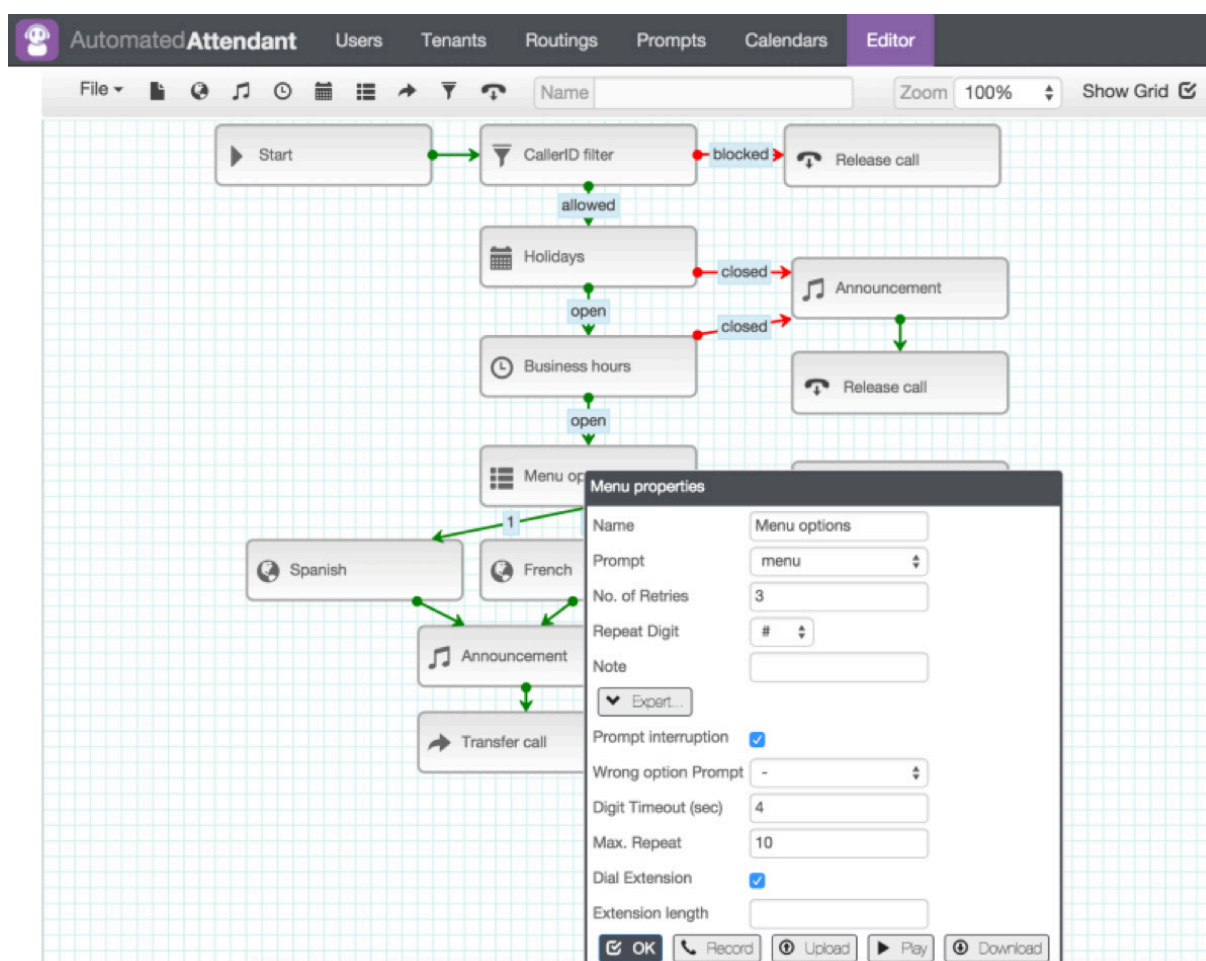 AutomatedAttendant Users Tenants Routings Prompts Calendars Editor
File Name Zoom 100% Show Grid
Start
CallerID filter
blocked
Release call
allowed
Holidays
closed
Announcement
open
closed
Business hours
Release call
open
Menu op
1
Spanish
French
Announcement
Transfer call
Menu properties
Name Menu options
Prompt menu
No. of Retries 3
Repeat Digit #
Note
Expert...
Prompt interruption
Wrong option Prompt -
Digit Timeout (sec) 4
Max. Repeat 10
Dial Extension
Extension length
OK Record Upload Play Download